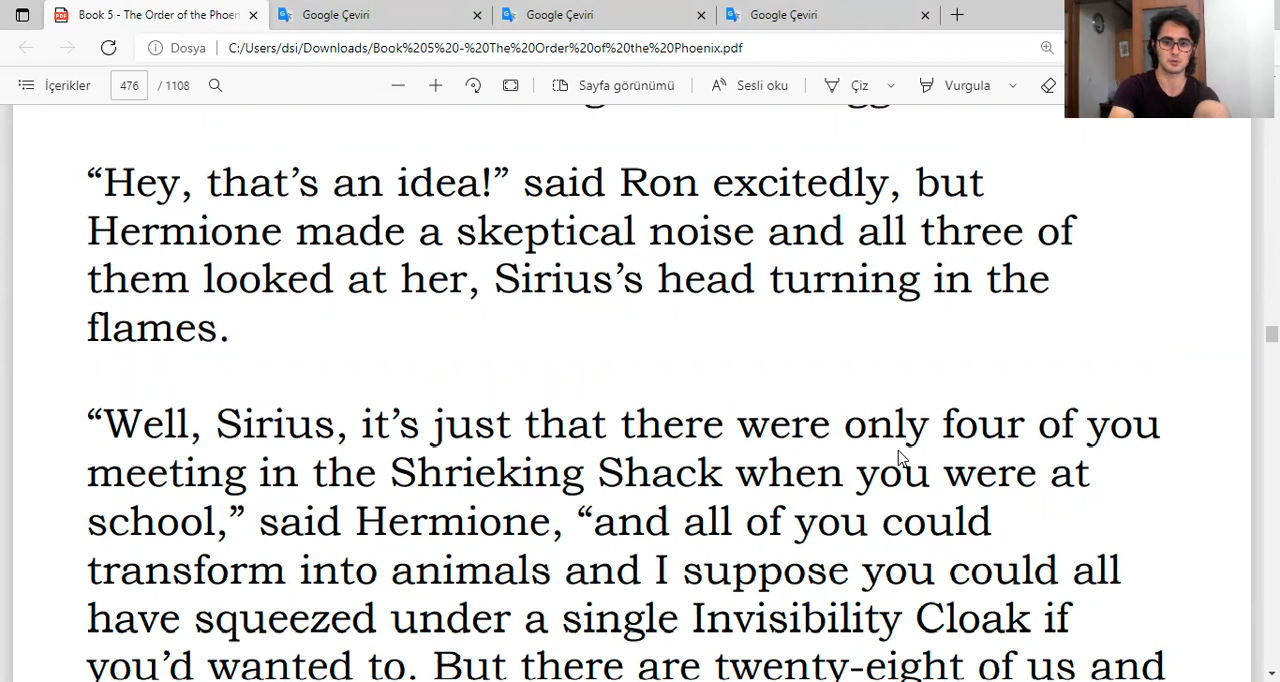 Book 5 - The Order of the Phoen
Google Çeviri
Google Çeviri
Google Çeviri
Dosya
C:/Users/dsi/Downloads/Book%205%20-%20The%20Order%20of%20the%20Phoenix.pdf
İçerikler
476
/ 1108
Sayfa görünümü
Sesli oku
Çiz
Vurgula
“Hey, that’s an idea!” said Ron excitedly, but
Hermione made a skeptical noise and all three of
them looked at her, Sirius’s head turning in the
flames.
“Well, Sirius, it’s just that there were only four of you
meeting in the Shrieking Shack when you were at
school,” said Hermione, “and all of you could
transform into animals and I suppose you could all
have squeezed under a single Invisibility Cloak if
you’d wanted to. But there are twenty-eight of us and